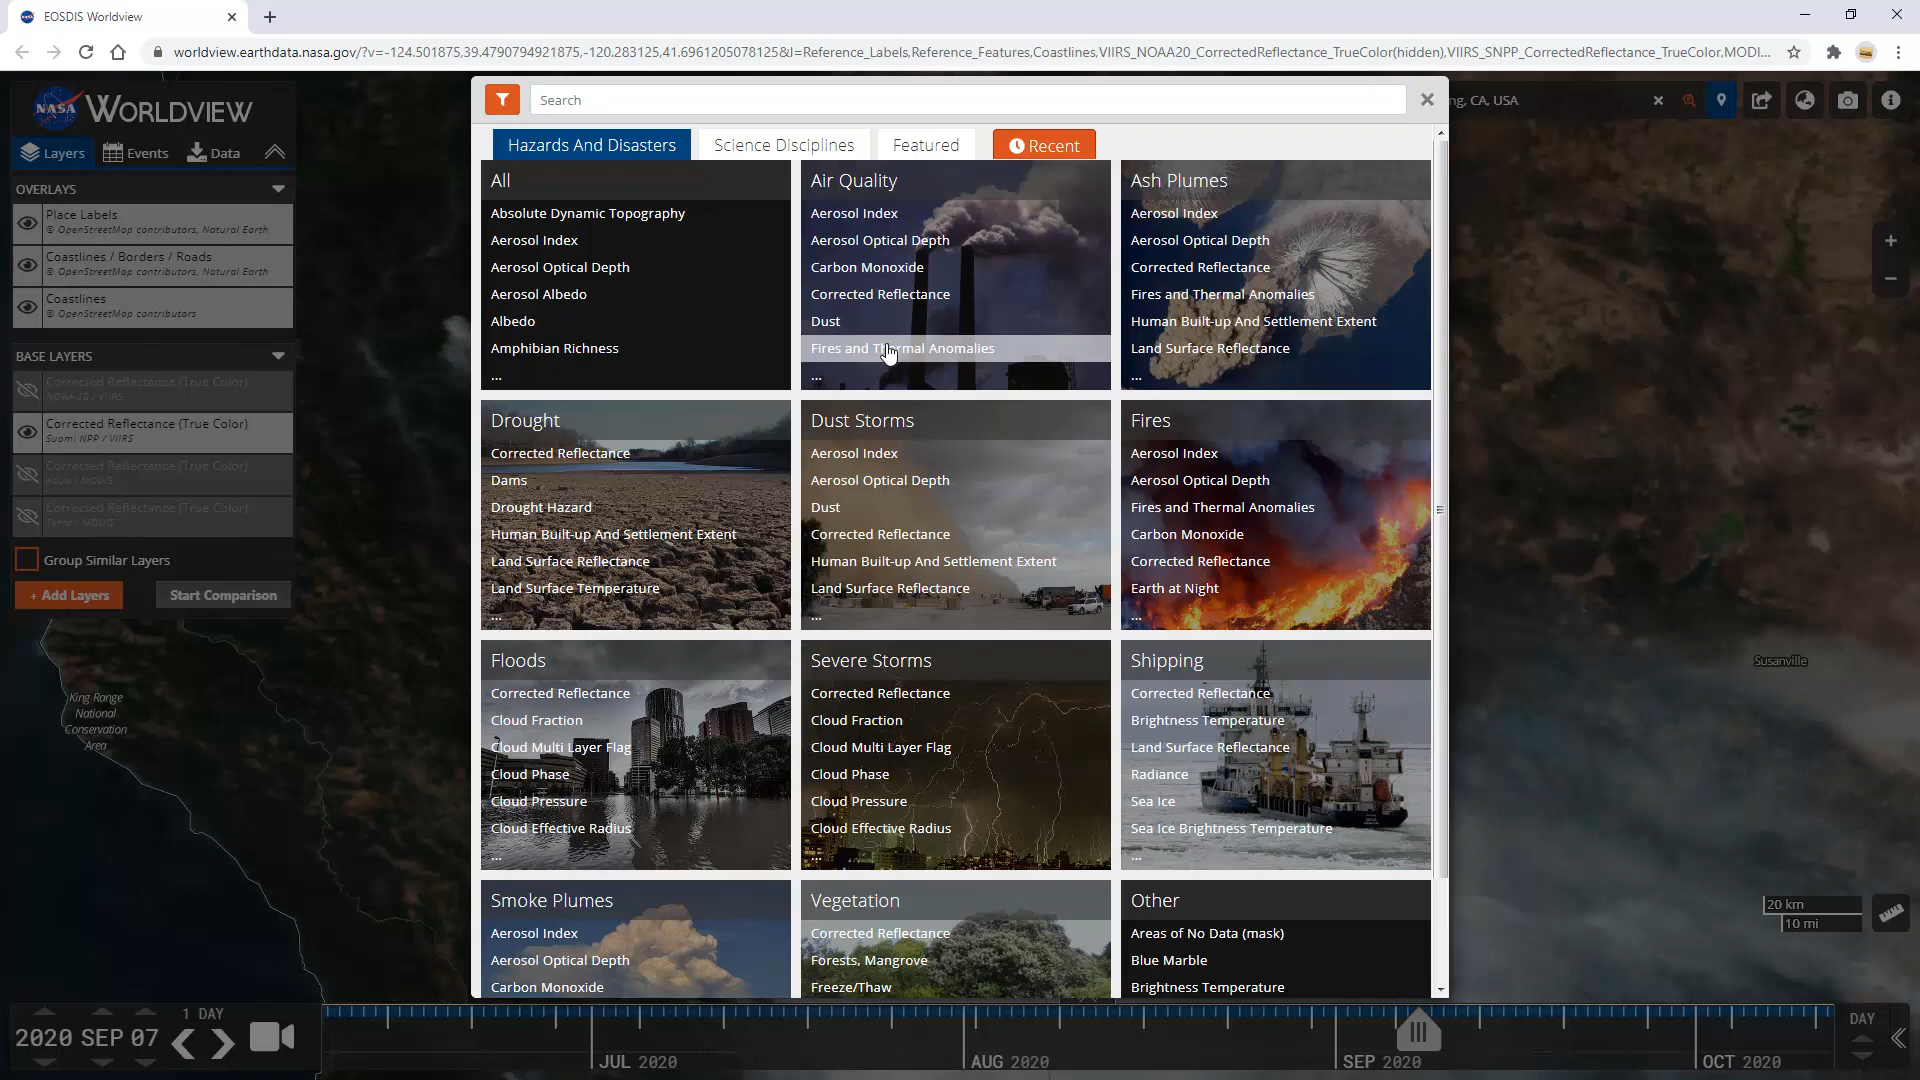 EOSDIS Worldview
worldview.earthdata.nasa.gov/?v=-124.501875,39.4790794921875,-120.283125,41.69612050781258&l=Reference_Labels,Reference_Features,Coastlines,VIIRS_NOAA20_CorrectedReflectance_TrueColor(hidden),VIIRS_SNPP_CorrectedReflectance_TrueColor,MODI...
NASA WORLDVIEW
Layers
Events
Data
OVERLAYS
Place Labels
© OpenStreetMap contributors, Natural Earth
Coastlines / Borders / Roads
© OpenStreetMap contributors, Natural Earth
Coastlines
© OpenStreetMap contributors
BASE LAYERS
Corrected Reflectance (True Color)
NOAA-20 / VIIRS
Corrected Reflectance (True Color)
Suomi NPP / VIIRS
Corrected Reflectance (True Color)
Aqua / MODIS
Corrected Reflectance (True Color)
Terra / MODIS
Group Similar Layers
+ Add Layers
Start Comparison
King Range
National
Conservation
Area
Search
ng, CA, USA
Hazards And Disasters
Science Disciplines
Featured
Recent
All
Absolute Dynamic Topography
Aerosol Index
Aerosol Optical Depth
Aerosol Albedo
Albedo
Amphibian Richness
...
Air Quality
Aerosol Index
Aerosol Optical Depth
Carbon Monoxide
Corrected Reflectance
Dust
Fires and Thermal Anomalies
...
Ash Plumes
Aerosol Index
Aerosol Optical Depth
Corrected Reflectance
Fires and Thermal Anomalies
Human Built-up And Settlement Extent
Land Surface Reflectance
...
Drought
Corrected Reflectance
Dams
Drought Hazard
Human Built-up And Settlement Extent
Land Surface Reflectance
Land Surface Temperature
...
Dust Storms
Aerosol Index
Aerosol Optical Depth
Dust
Corrected Reflectance
Human Built-up And Settlement Extent
Land Surface Reflectance
...
Fires
Aerosol Index
Aerosol Optical Depth
Fires and Thermal Anomalies
Carbon Monoxide
Corrected Reflectance
Earth at Night
...
Floods
Corrected Reflectance
Cloud Fraction
Cloud Multi Layer Flag
Cloud Phase
Cloud Pressure
Cloud Effective Radius
...
Severe Storms
Corrected Reflectance
Cloud Fraction
Cloud Multi Layer Flag
Cloud Phase
Cloud Pressure
Cloud Effective Radius
...
Shipping
Corrected Reflectance
Brightness Temperature
Land Surface Reflectance
Radiance
Sea Ice
Sea Ice Brightness Temperature
...
Smoke Plumes
Aerosol Index
Aerosol Optical Depth
Carbon Monoxide
Vegetation
Corrected Reflectance
Forests, Mangrove
Freeze/Thaw
Other
Areas of No Data (mask)
Blue Marble
Brightness Temperature
Susanville
20 km
10 mi
2020 SEP 07
1 DAY
JUL 2020
AUG 2020
SEP 2020
OCT 2020
DAY